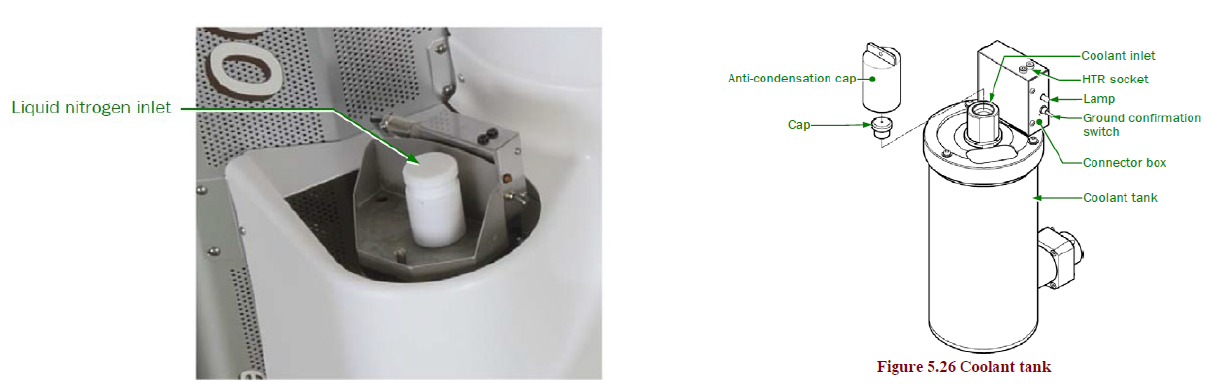 Liquid nitrogen inlet
Anti-condensation cap
Cap
Coolant inlet
HTR socket
Lamp
Ground confirmation
switch
Connector box
Coolant tank
Figure 5.26 Coolant tank